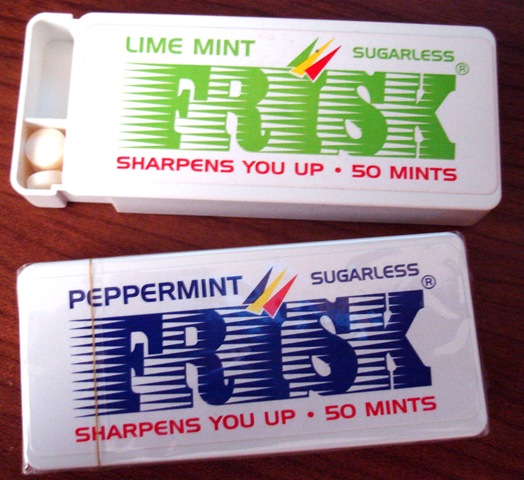 LIME MINT SUGARLESS
FRISK®
SHARPENS YOU UP • 50 MINTS
PEPPERMINT SUGARLESS
FRISK®
SHARPENS YOU UP • 50 MINTS